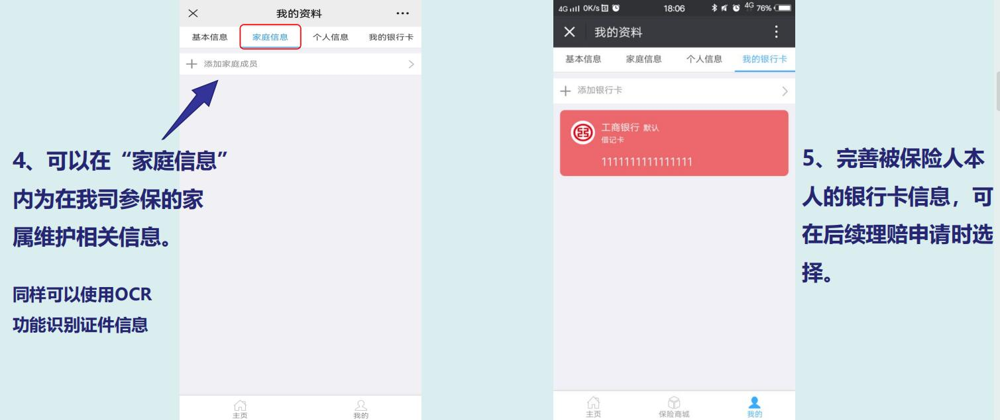 我的资料
基本信息 家庭信息 个人信息 我的银行卡
添加家庭成员
4、可以在“家庭信息”
内为在我司参保的家
属维护相关信息。
同样可以使用OCR
功能识别证件信息
主页 我的
4G 0K/s 18:06 4G 76%
我的资料
基本信息 家庭信息 个人信息 我的银行卡
添加银行卡
工商银行 默认
借记卡
1111111111111111
主页 保险商城 我的
5、完善被保险人本
人的银行卡信息，可
在后续理赔申请时选
择。